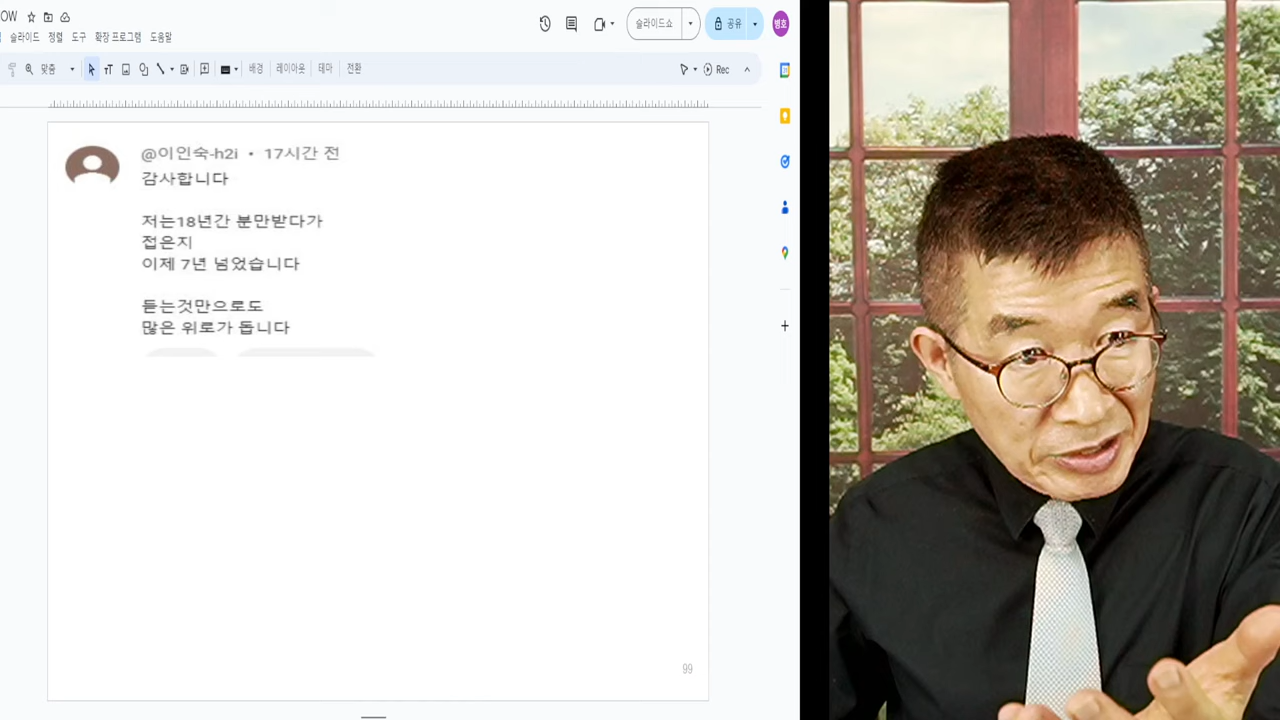 OW
슬라이드 정렬 도구 확장 프로그램 도움말
슬라이드쇼
공유
병호
맞춤
배경 레이아웃 테마 전환
Rec
@이인숙-h2i • 17시간 전
감사합니다
저는18년간 분만받다가
접은지
이제 7년 넘었습니다
듣는것만으로도
많은 위로가 돕니다
99